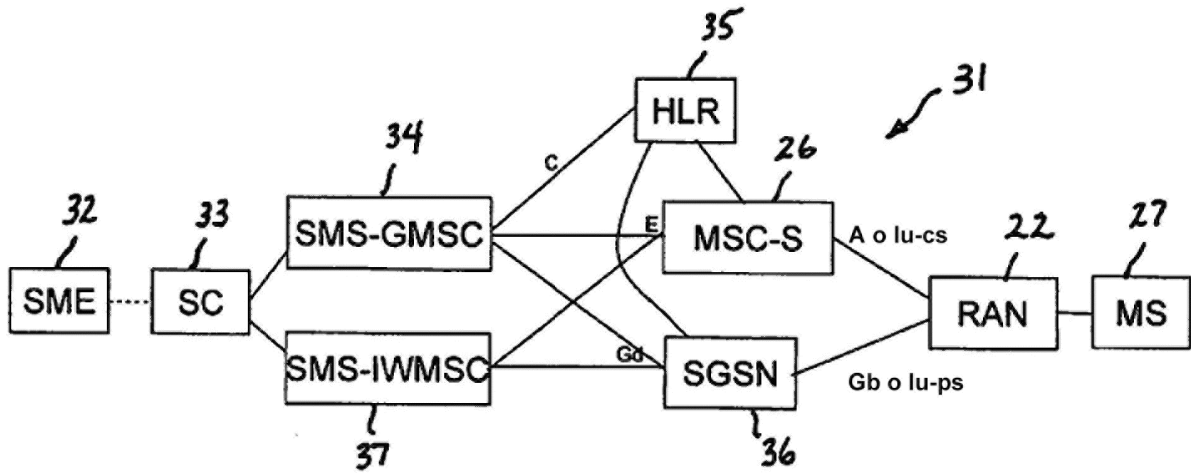 35
HLR
31
34
C
26
32
33
SMS-GMSC
E
MSC-S
A o Iu-cs
22
27
SME
SC
RAN
MS
SMS-IWMSC
Gd
SGSN
Gb o Iu-ps
37
36